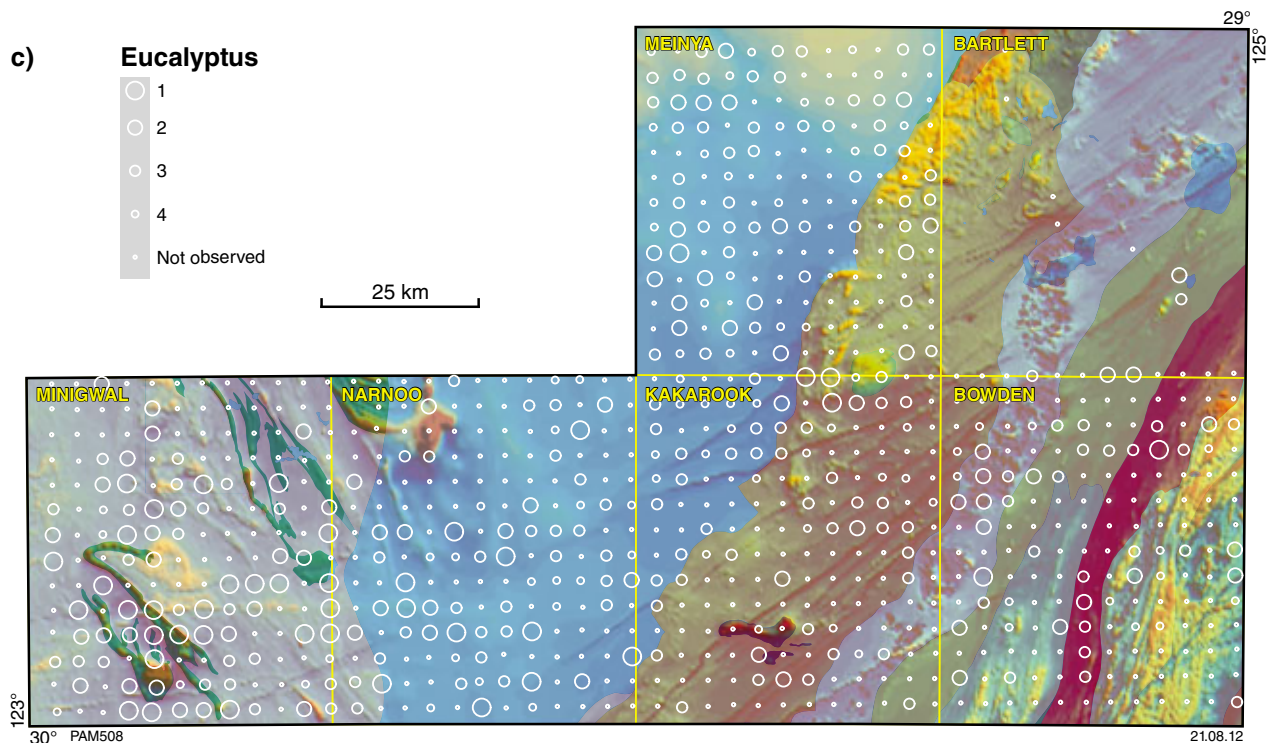 29°
125°
c)
Eucalyptus
1
2
3
4
Not observed
25 km
MEINYA
BARTLETT
MINIGWAL
NARNOO
KAKAROOK
BOWDEN
123°
30°
PAM508
21.08.12